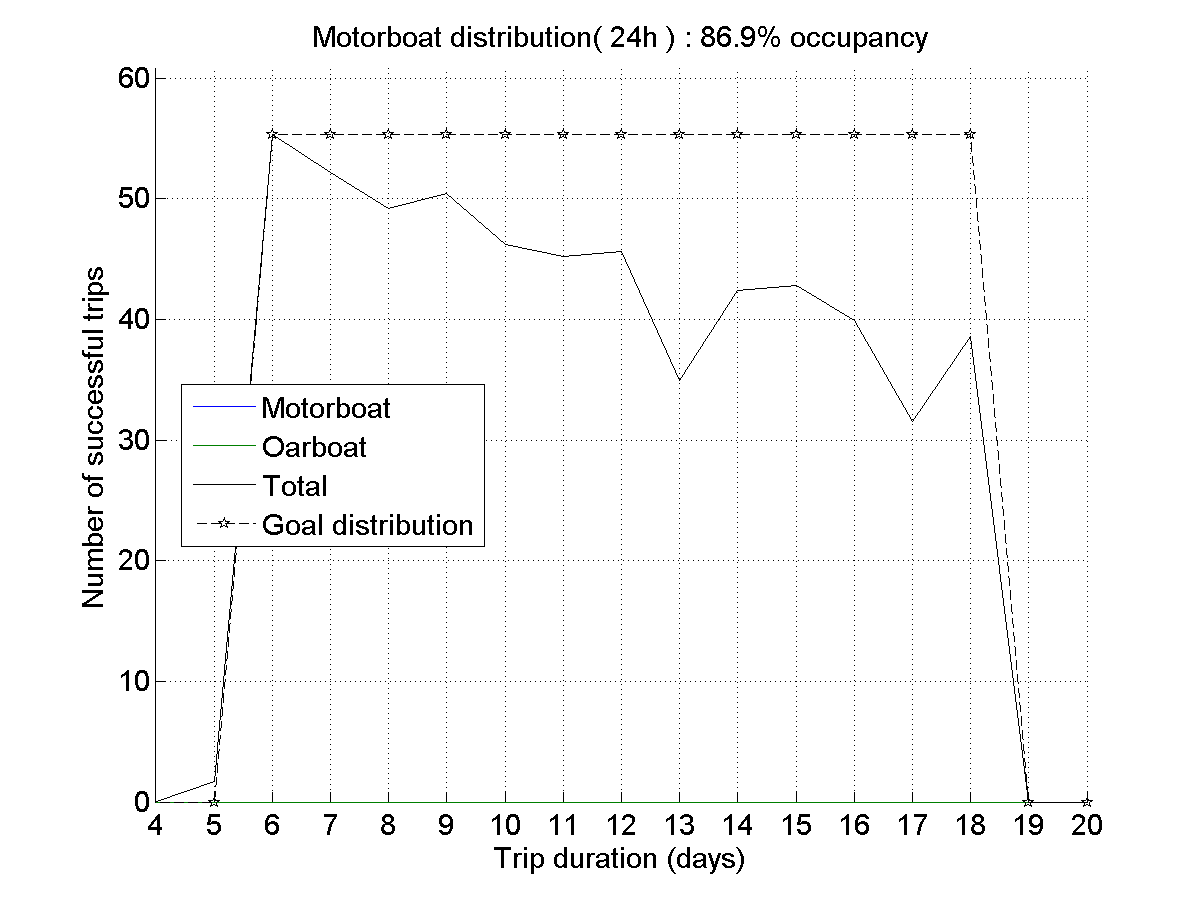 Motorboat distribution( 24h ) : 86.9% occupancy
60
50
40
30
20
10
0
Number of successful trips
Motorboat
Oarboat
Total
Goal distribution
4 5 6 7 8 9 10 11 12 13 14 15 16 17 18 19 20
Trip duration (days)